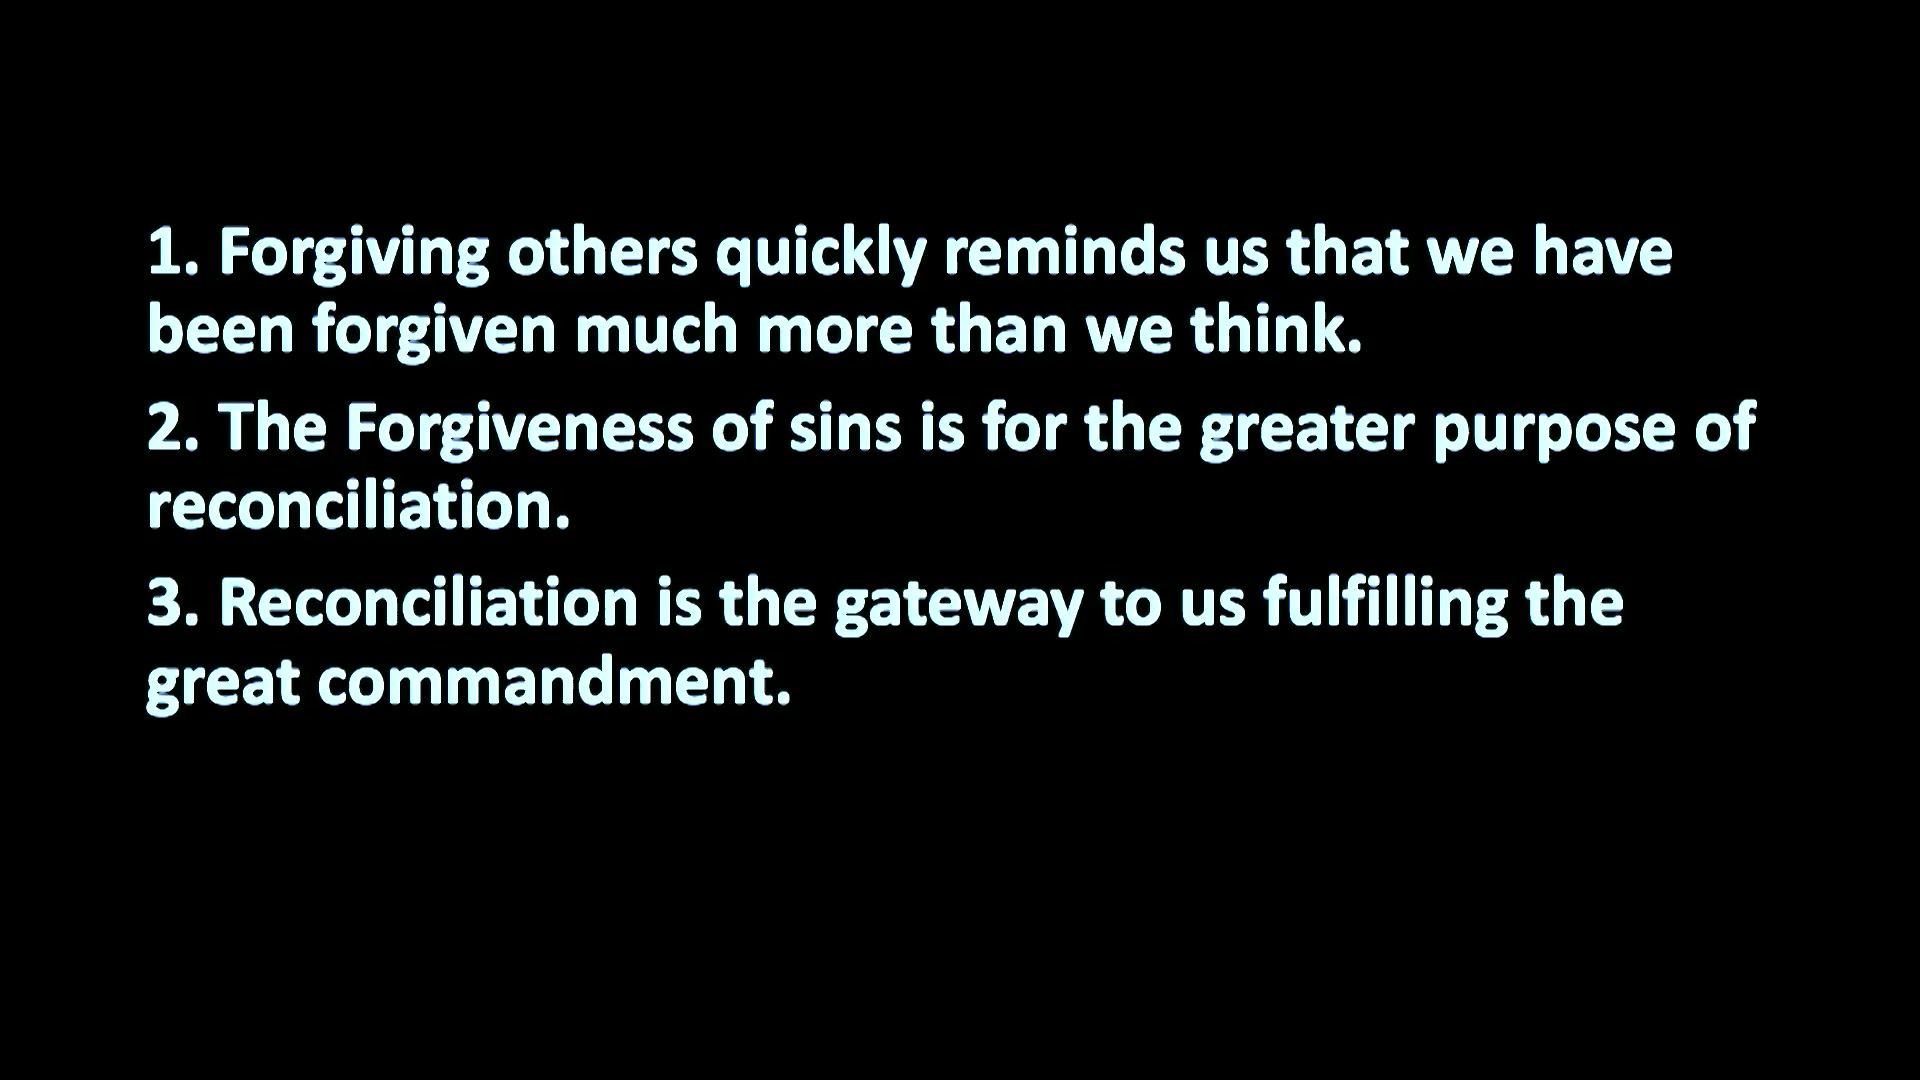 1. Forgiving others quickly reminds us that we have
been forgiven much more than we think.
2. The Forgiveness of sins is for the greater purpose of
reconciliation.
3. Reconciliation is the gateway to us fulfilling the
great commandment.